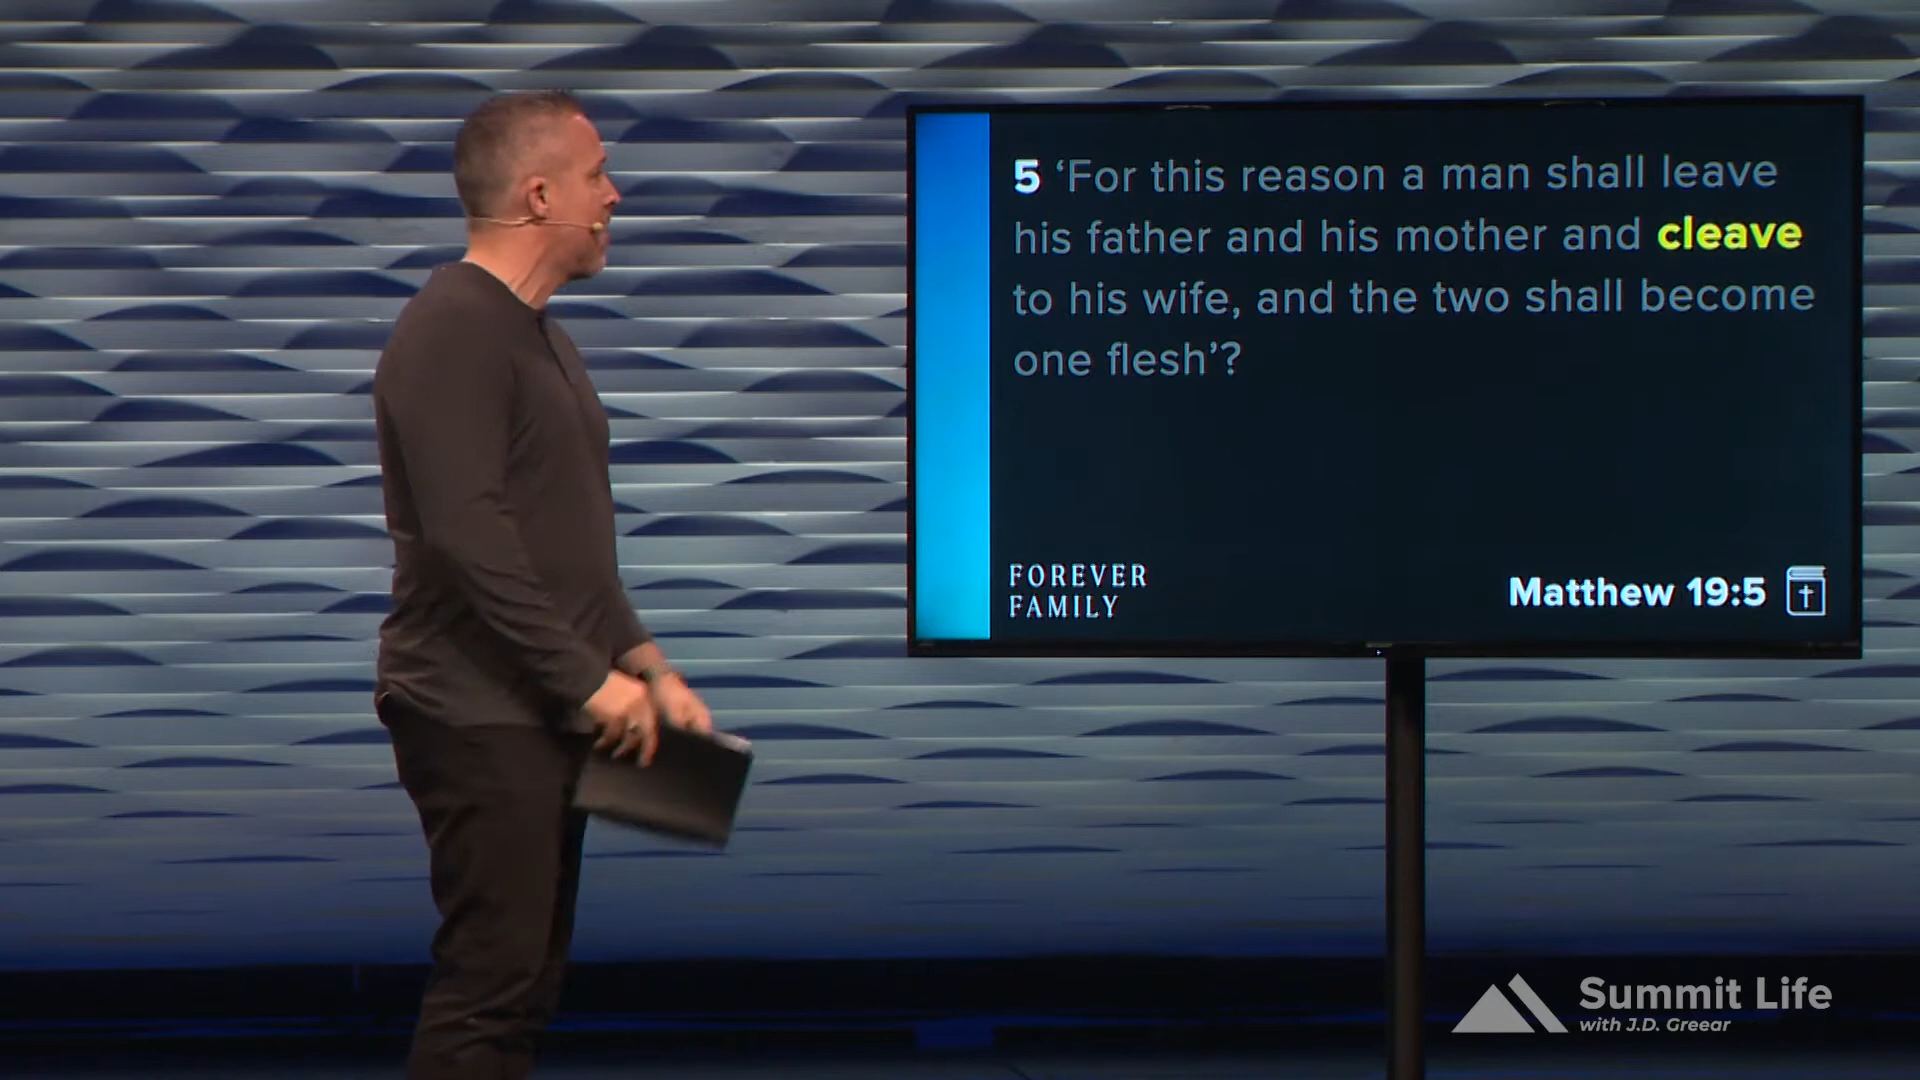 5 ‘For this reason a man shall leave
his father and his mother and cleave
to his wife, and the two shall become
one flesh’?
FOREVER
FAMILY
Matthew 19:5
Summit Life
with J.D. Greear